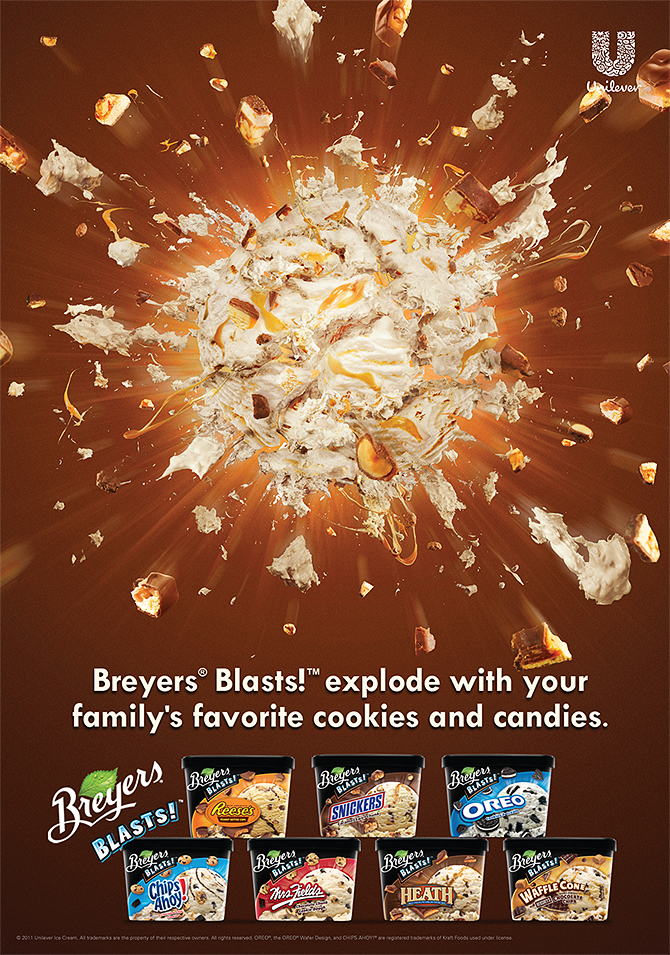 Unilever
Breyers® Blasts!™ explode with your
family's favorite cookies and candies.
Breyers
BLASTS!™
Breyers
BLASTS!
Reese's
Breyers
BLASTS!
SNICKERS
Breyers
BLASTS!
OREO
Breyers
BLASTS!
Chips
Ahoy!
Breyers
BLASTS!
Mrs. Fields
Breyers
BLASTS!
HEATH
Breyers
BLASTS!
WAFFLE CONE
CHOCOLATE
© 2011 Unilever Ice Cream. All trademarks are the property of their respective owners. All rights reserved. OREO®, the OREO® Wafer Design, and CHIPS AHOY!® are registered trademarks of Kraft Foods used under license.